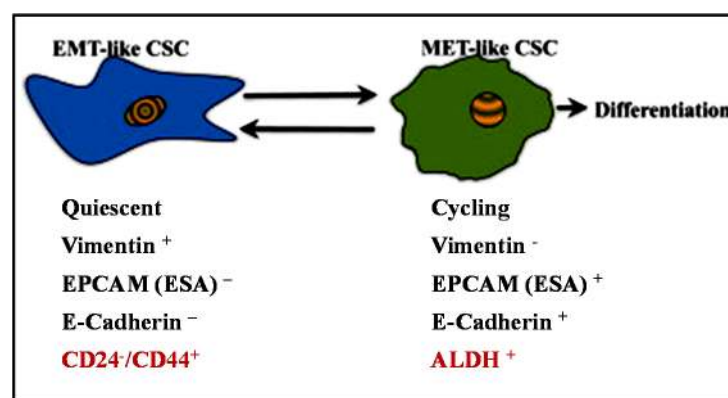 EMT-like CSC
MET-like CSC
Differentiation
Quiescent
Vimentin ⁺
EPCAM (ESA) ⁻
E-Cadherin ⁻
CD24⁻/CD44⁺
Cycling
Vimentin ⁻
EPCAM (ESA) ⁺
E-Cadherin ⁺
ALDH ⁺